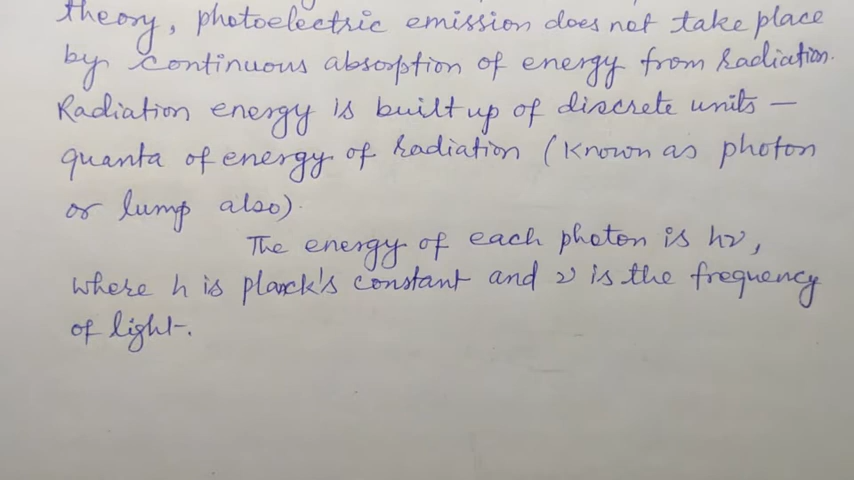 theory, photoelectric emission does not take place
by continuous absorption of energy from radiation.
Radiation energy is built up of discrete units —
quanta of energy of radiation (Known as photon
or lump also).
The energy of each photon is hν,
where h is planck's constant and ν is the frequency
of light.